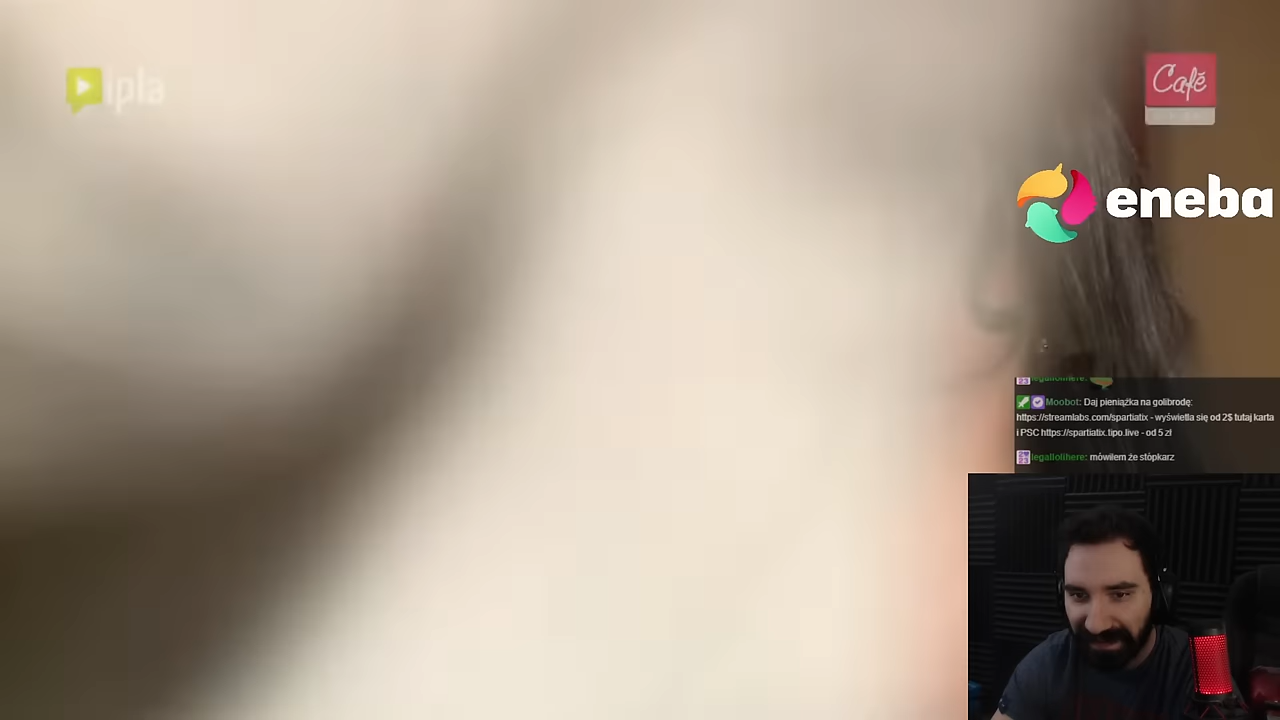 ipla
Café
eneba
legallolihere:
Moobot: Daj pieniążka na golibrodę:
https://streamlabs.com/spartiatix - wyświetla się od 2$ tutaj karta
i PSC https://spartiatix.tipo.live - od 5 zł
legallolihere: mówiłem że stópkarz